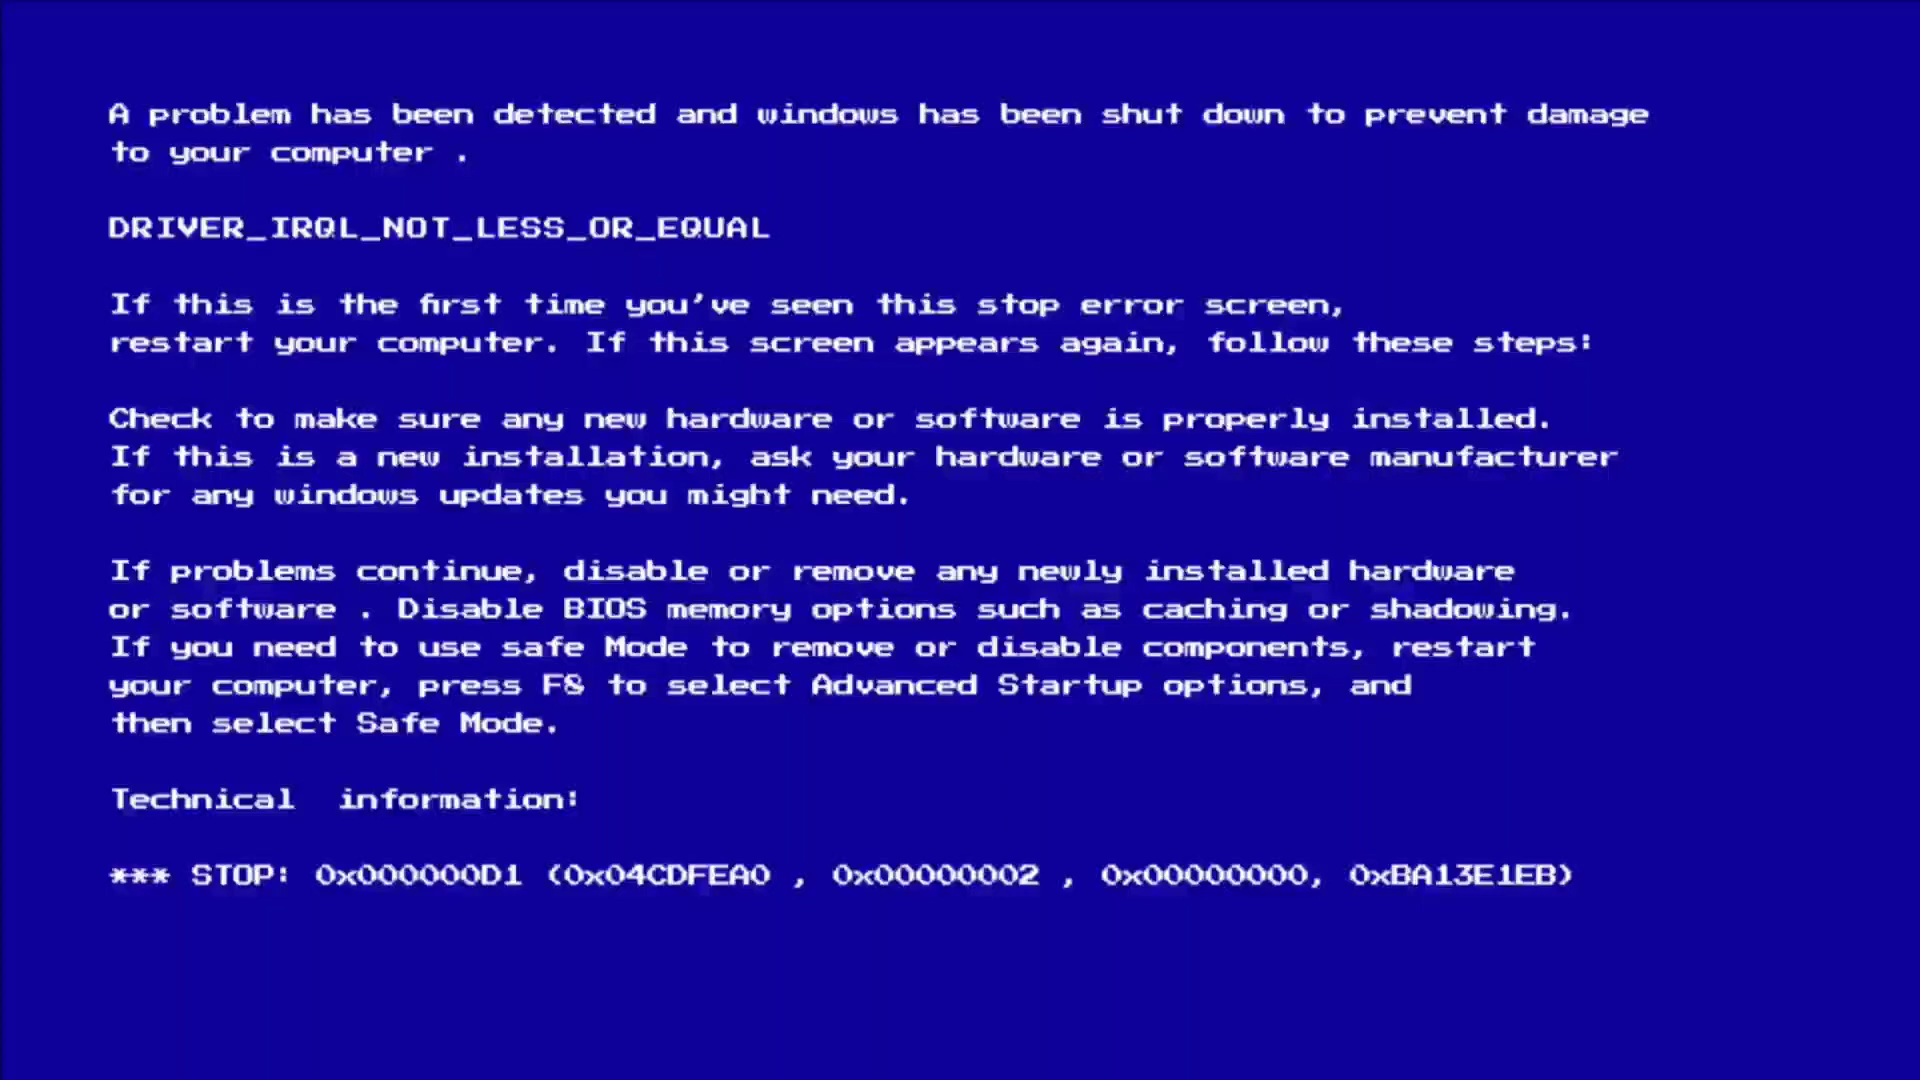 A problem has been detected and windows has been shut down to prevent damage
to your computer .
DRIVER_IRQL_NOT_LESS_OR_EQUAL
If this is the first time you've seen this stop error screen,
restart your computer. If this screen appears again, follow these steps:
Check to make sure any new hardware or software is properly installed.
If this is a new installation, ask your hardware or software manufacturer
for any windows updates you might need.
If problems continue, disable or remove any newly installed hardware
or software . Disable BIOS memory options such as caching or shadowing.
If you need to use safe Mode to remove or disable components, restart
your computer, press F& to select Advanced Startup options, and
then select Safe Mode.
Technical  information:
*** STOP: 0x000000D1 (0x04CDFEA0 , 0x00000002 , 0x00000000, 0xBA13E1EB)